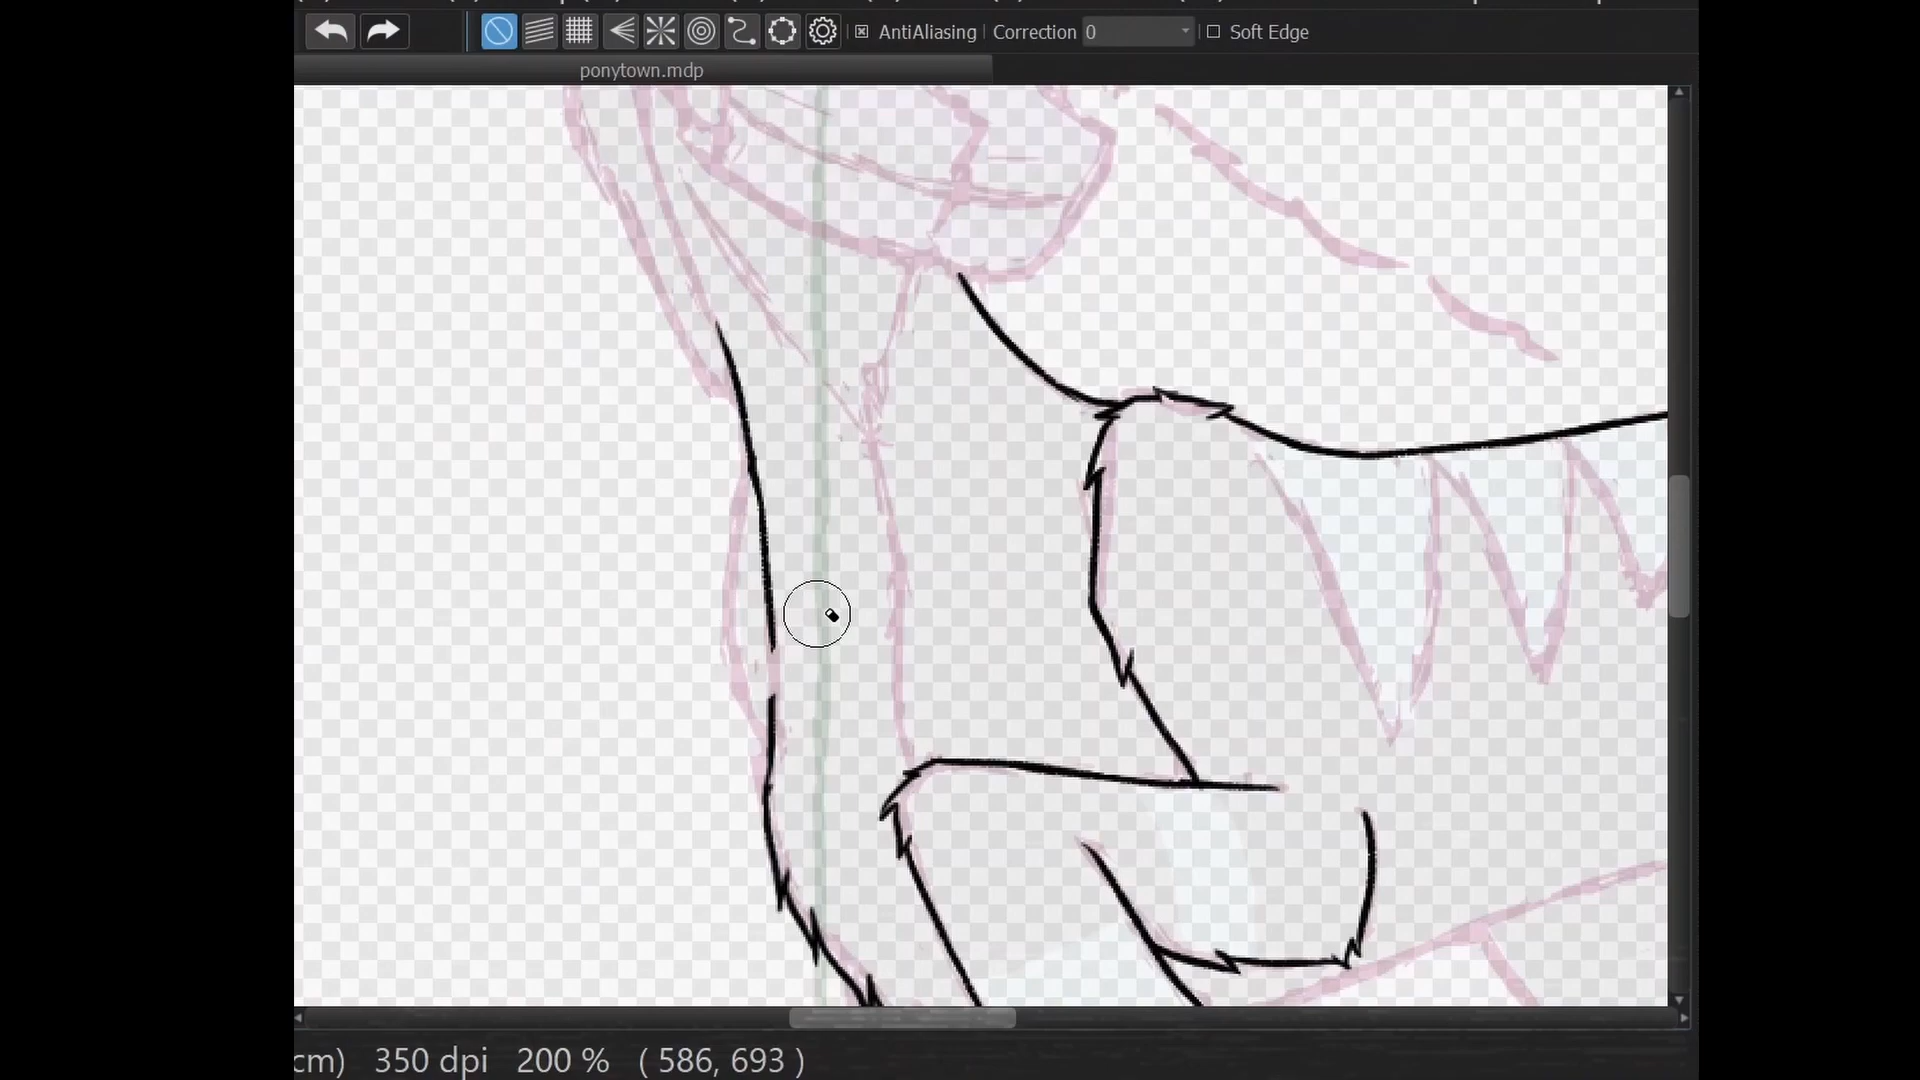 AntiAliasing Correction 0 Soft Edge
ponytown.mdp
cm) 350 dpi 200 % ( 586, 693 )